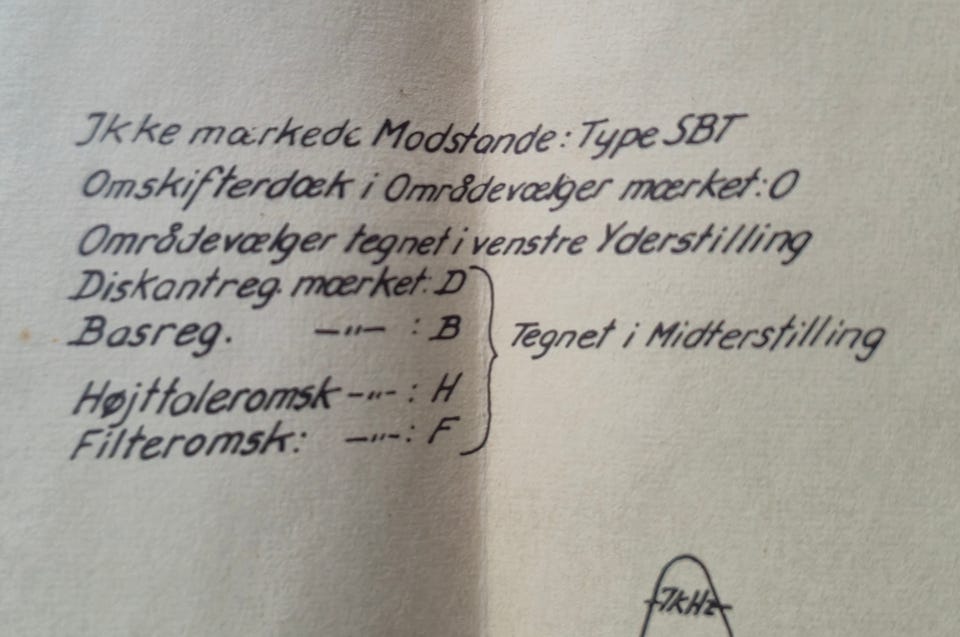 Ikke mærkede Modstande: Type SBT
Omskifterdæk i Områdevælger mærket: O
Områdevælger tegnet i venstre Yderstilling
Diskantreg. mærket: D
Basreg. —"— : B
Tegnet i Midterstilling
Højttaleromsk —"— : H
Filteromsk: —"—: F
7kHz